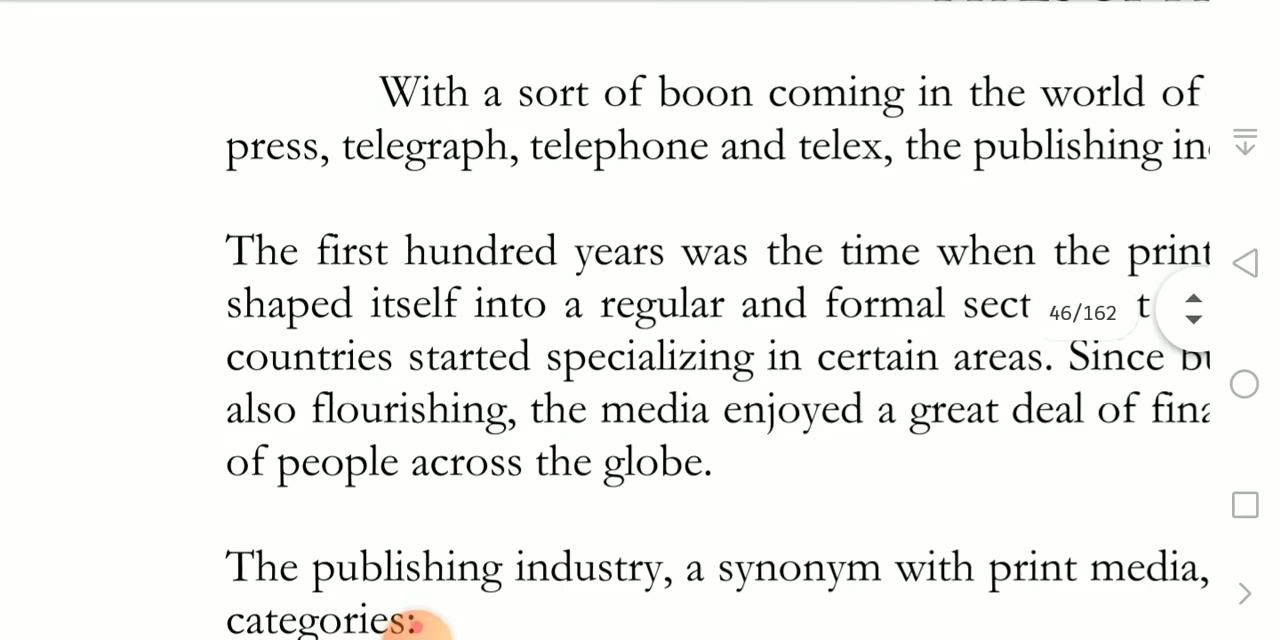 With a sort of boon coming in the world of
press, telegraph, telephone and telex, the publishing
The first hundred years was the time when the print
shaped itself into a regular and formal
46/162
countries started specializing in certain areas. Since
also flourishing, the media enjoyed a great deal of
of people across the globe.
The publishing industry, a synonym with print media,
categories: